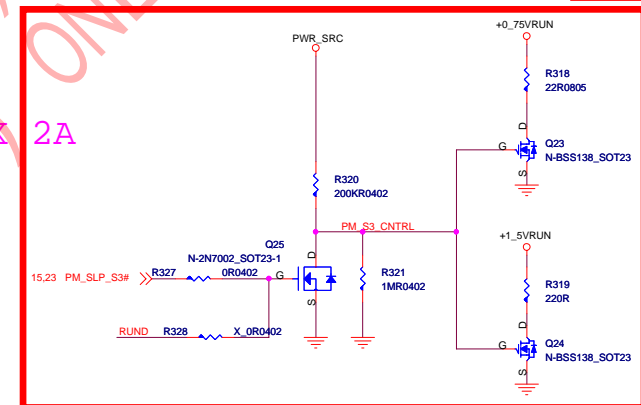 ONL
X 2A
PWR_SRC
+0_75VRUN
R318
22R0805
D
G
S
Q23
N-BSS138_SOT23
R320
200KR0402
PM_S3_CNTRL
Q25
N-2N7002_SOT23-1
15,23 PM_SLP_S3#
R327
0R0402
G
D
S
R321
1MR0402
RUND
R328
X_0R0402
+1_5VRUN
R319
220R
D
G
S
Q24
N-BSS138_SOT23